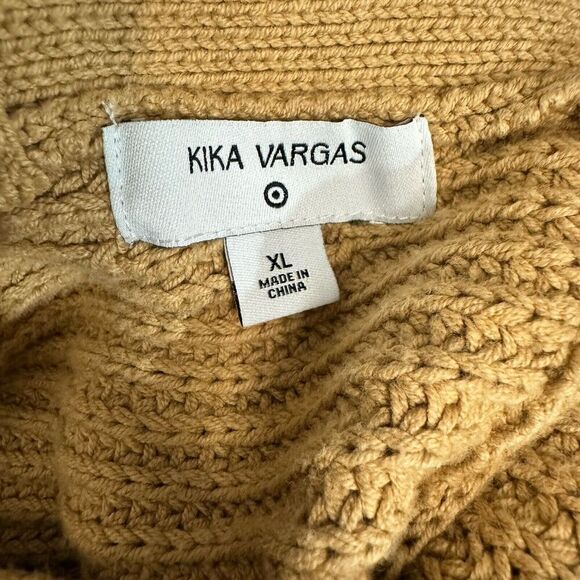 KIKA VARGAS
XL
MADE IN
CHINA